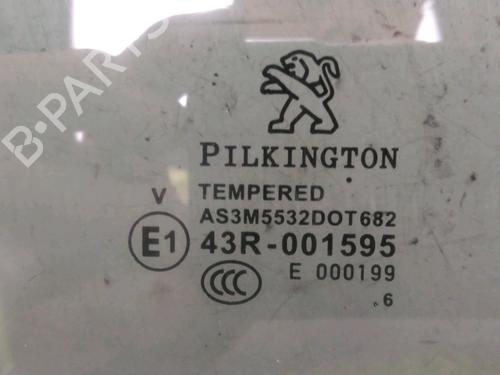 B-PARTS
PILKINGTON
V TEMPERED
AS3M5532DOT682
E1 43R-001595
CCC E 000199
. 6